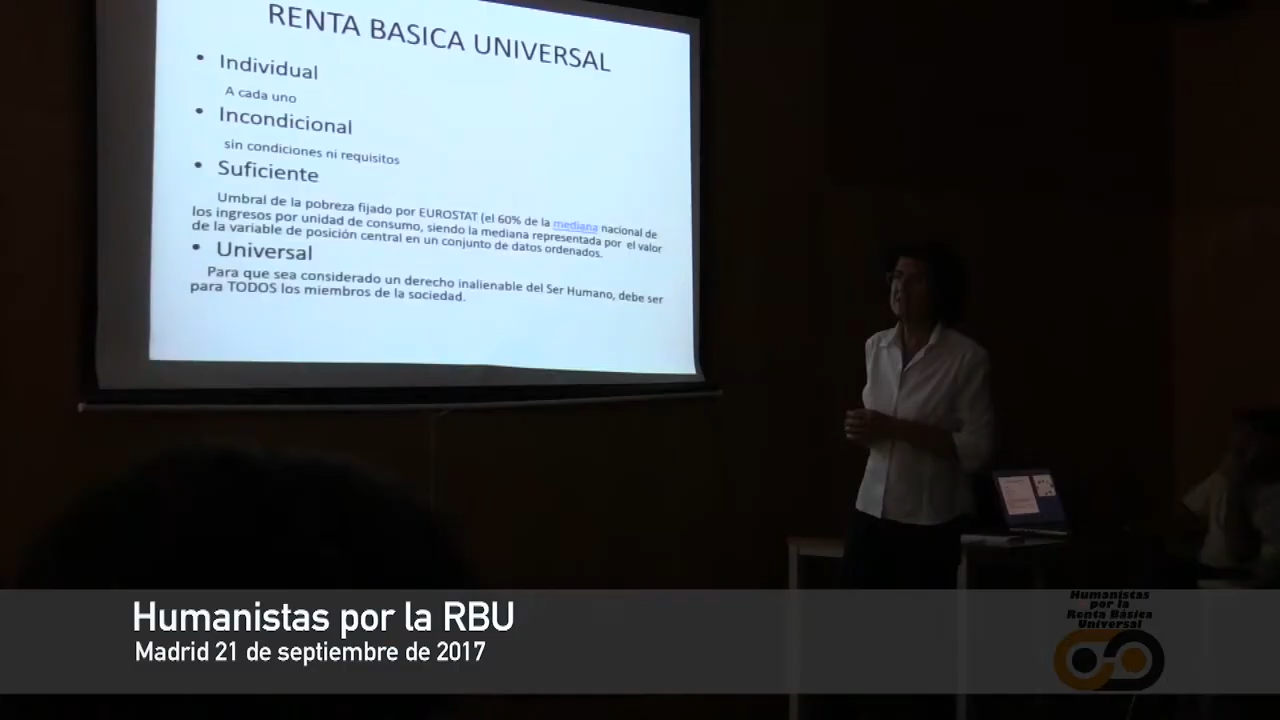 RENTA BASICA UNIVERSAL
• Individual
A cada uno
• Incondicional
sin condiciones ni requisitos
• Suficiente
Umbral de la pobreza fijado por EUROSTAT (el 60% de la mediana nacional de
los ingresos por unidad de consumo, siendo la mediana representada por el valor
de la variable de posición central en un conjunto de datos ordenados.
• Universal
Para que sea considerado un derecho inalienable del Ser Humano, debe ser
para TODOS los miembros de la sociedad.
Humanistas por la RBU
Madrid 21 de septiembre de 2017
Humanistas
por la
Renta Básica
Universal